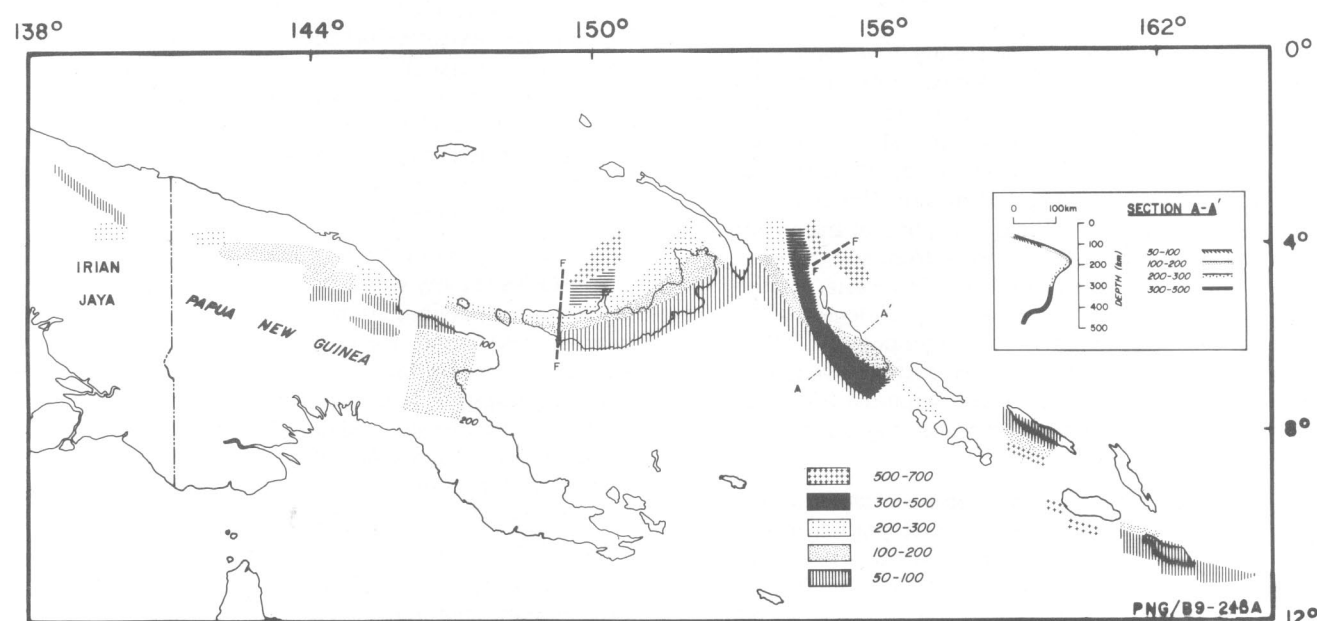 138° 144° 150° 156° 162°
0°
4°
8°
12°
IRIAN
JAYA
PAPUA NEW GUINEA
100
200
F
F
F
F
A'
A
0 100km
SECTION A-A'
0
100
200
300
400
500
DEPTH (km)
50-100
100-200
200-300
300-500
500-700
300-500
200-300
100-200
50-100
PNG/B9-248A